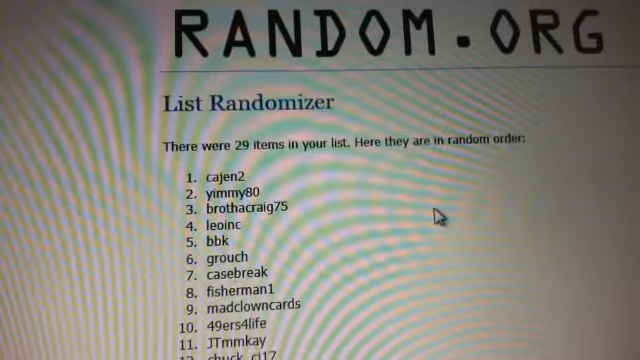 RANDOM.ORG
List Randomizer
There were 29 items in your list. Here they are in random order:
1. cajen2
2. yimmy80
3. brothacraig75
4. leoinc
5. bbk
6. grouch
7. casebreak
8. fisherman1
9. madclowncards
10. 49ers4life
11. JTmmkay
12. chuck_cj17